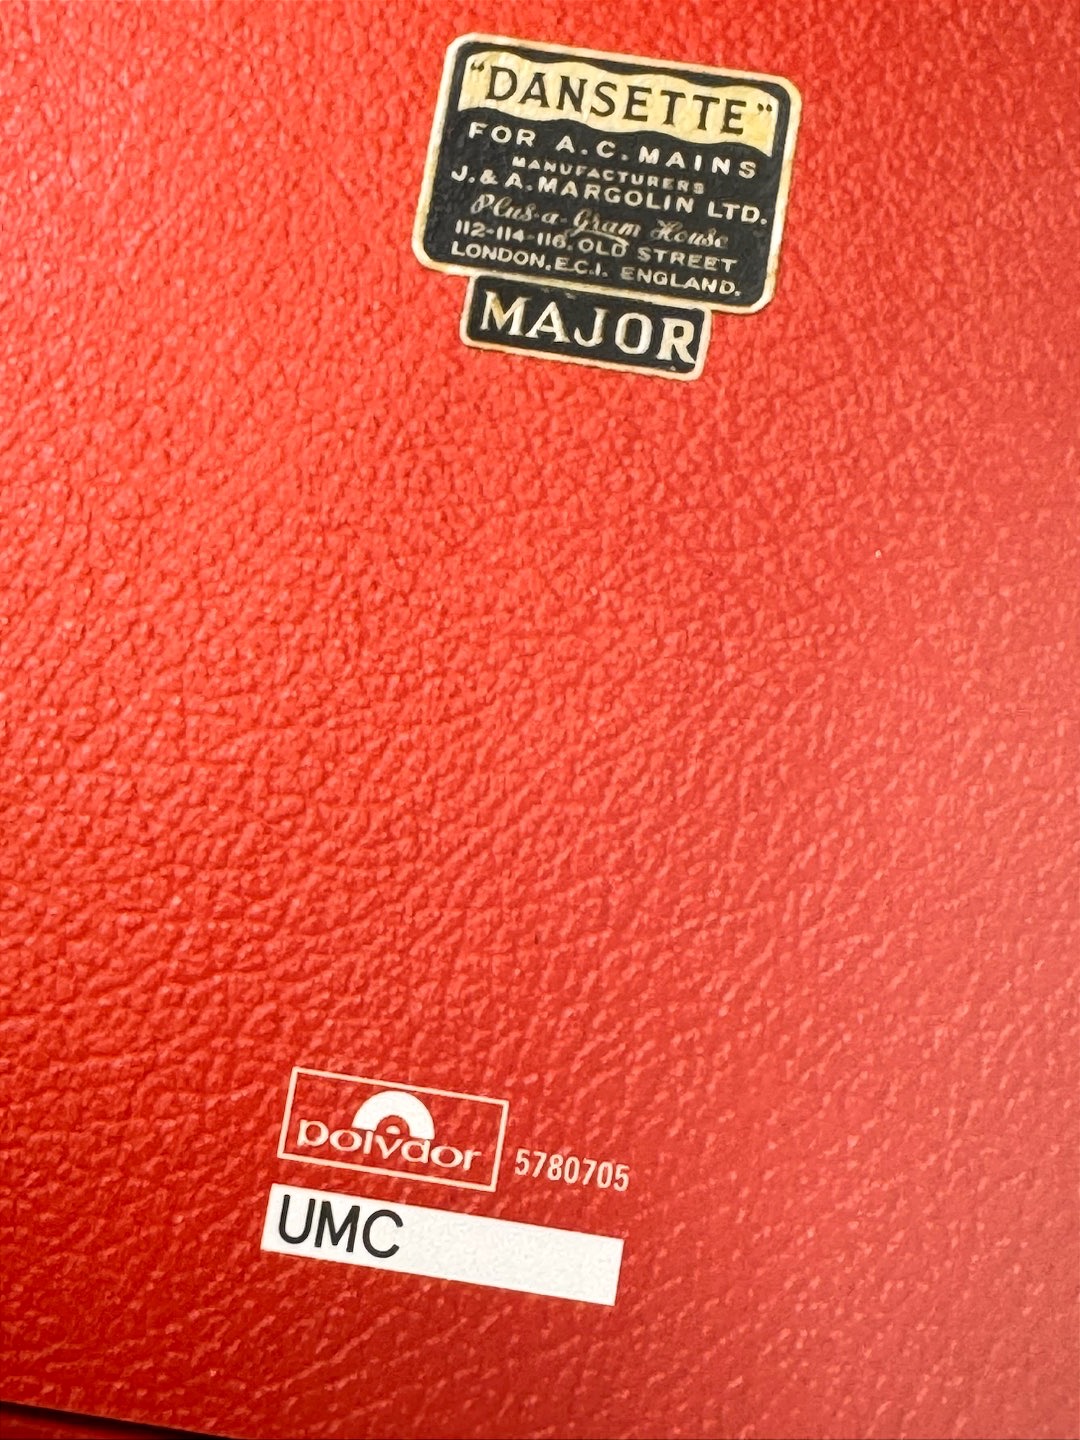 "DANSETTE"
FOR A.C. MAINS
MANUFACTURERS
J. & A. MARGOLIN LTD.
Plus-a-Gram House
112-114-116, OLD STREET
LONDON, E.C.I. ENGLAND.
MAJOR
polydor 5780705
UMC